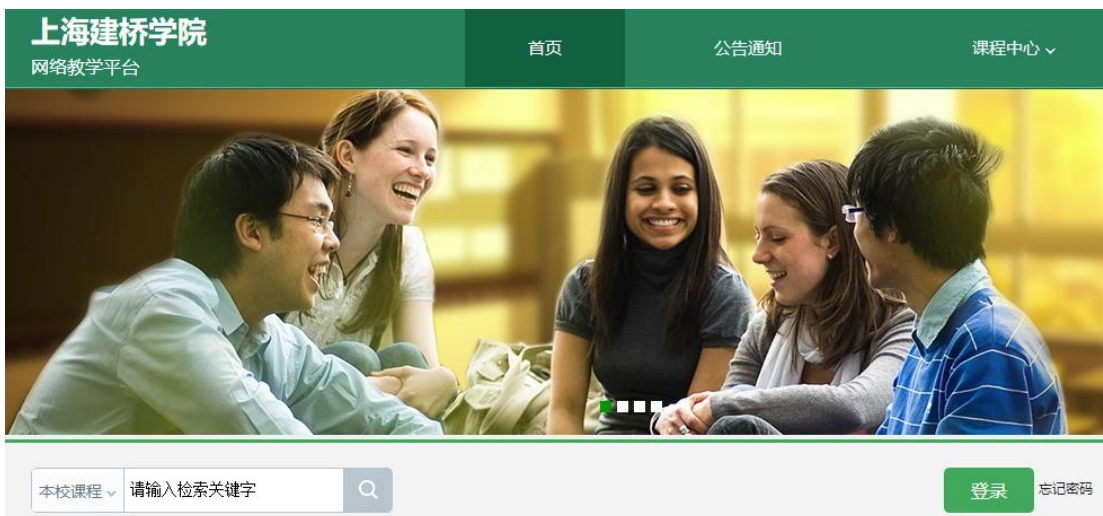 上海建桥学院
网络教学平台
首页
公告通知
课程中心
本校课程
请输入检索关键字
登录
忘记密码